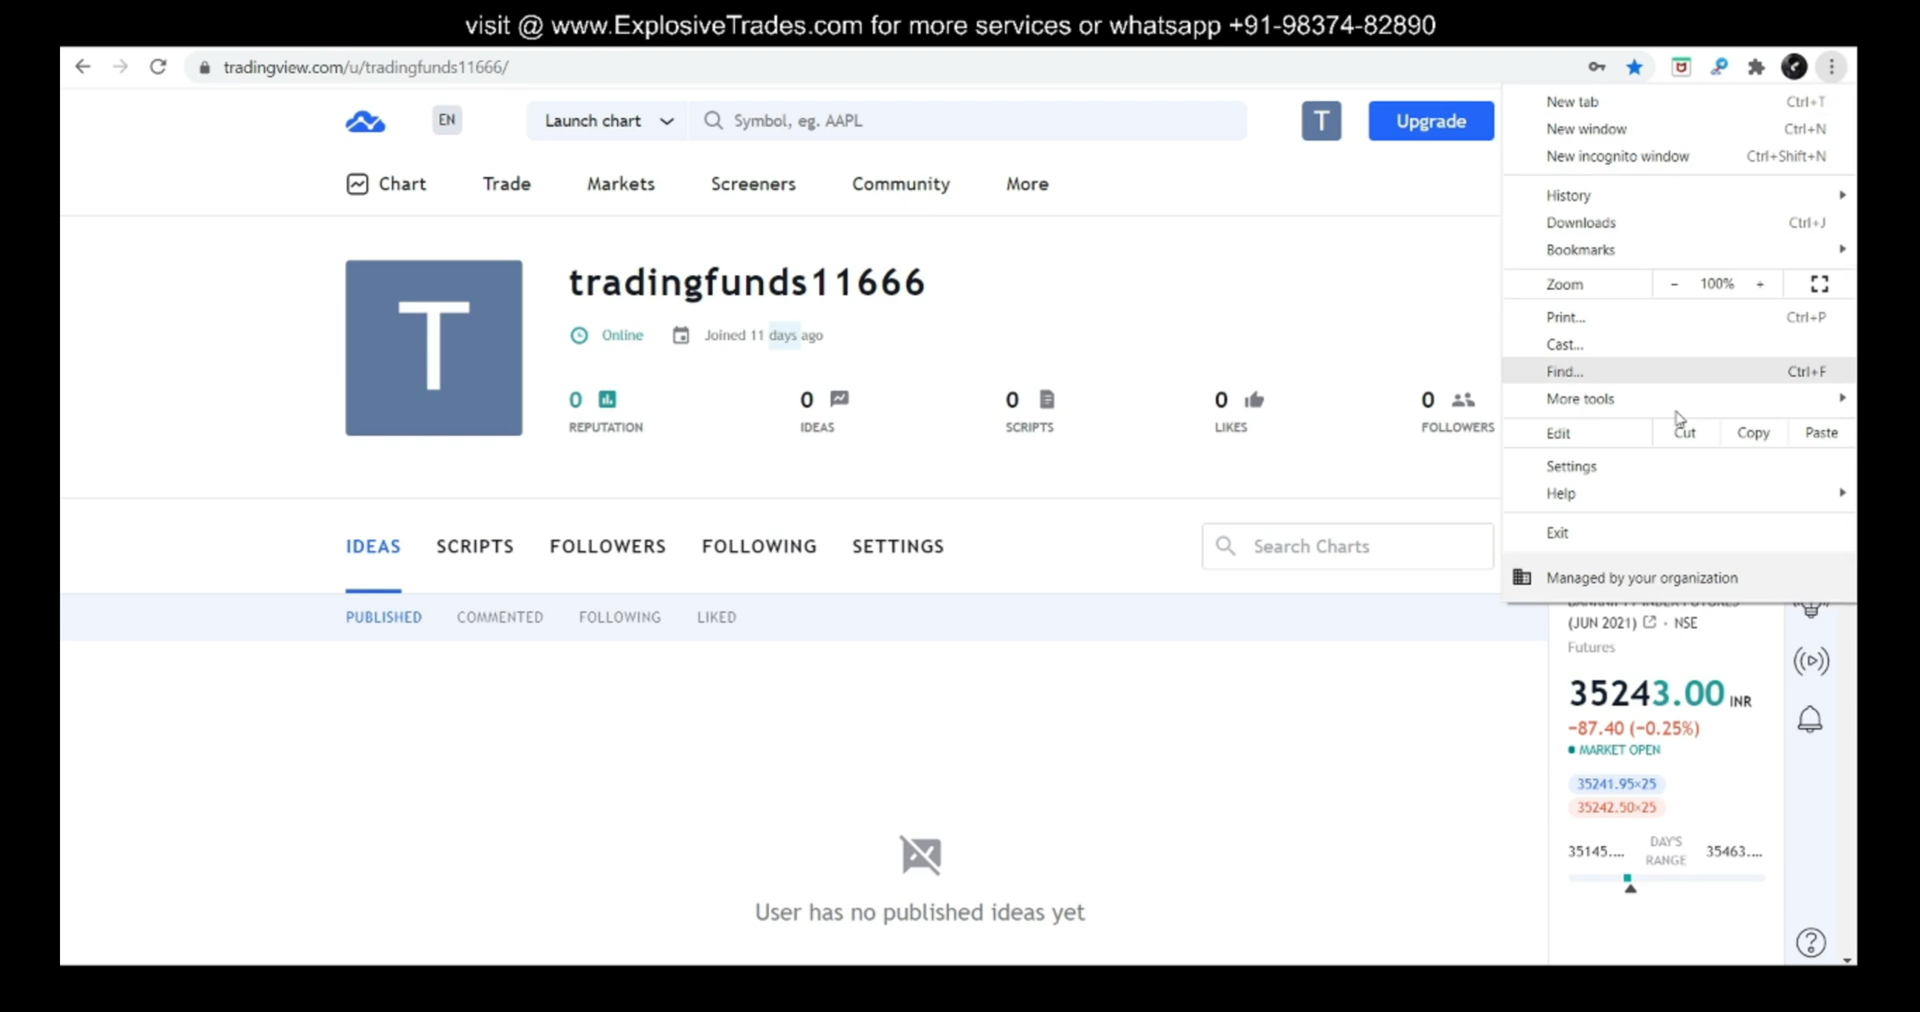 visit @ www.ExplosiveTrades.com for more services or whatsapp +91-98374-82890
tradingview.com/u/tradingfunds11666/
EN
Launch chart
Symbol, eg. AAPL
T
Upgrade
Chart
Trade
Markets
Screeners
Community
More
T
tradingfunds11666
Online
Joined 11 days ago
0
REPUTATION
0
IDEAS
0
SCRIPTS
0
LIKES
0
FOLLOWERS
IDEAS
SCRIPTS
FOLLOWERS
FOLLOWING
SETTINGS
Search Charts
PUBLISHED
COMMENTED
FOLLOWING
LIKED
User has no published ideas yet
New tab Ctrl+T
New window Ctrl+N
New incognito window Ctrl+Shift+N
History
Downloads Ctrl+J
Bookmarks
Zoom - 100% +
Print... Ctrl+P
Cast...
Find... Ctrl+F
More tools
Edit Cut Copy Paste
Settings
Help
Exit
Managed by your organization
(JUN 2021) · NSE
Futures
35243.00 INR
−87.40 (−0.25%)
MARKET OPEN
35241.95×25
35242.50×25
35145.... DAY'S RANGE 35463....